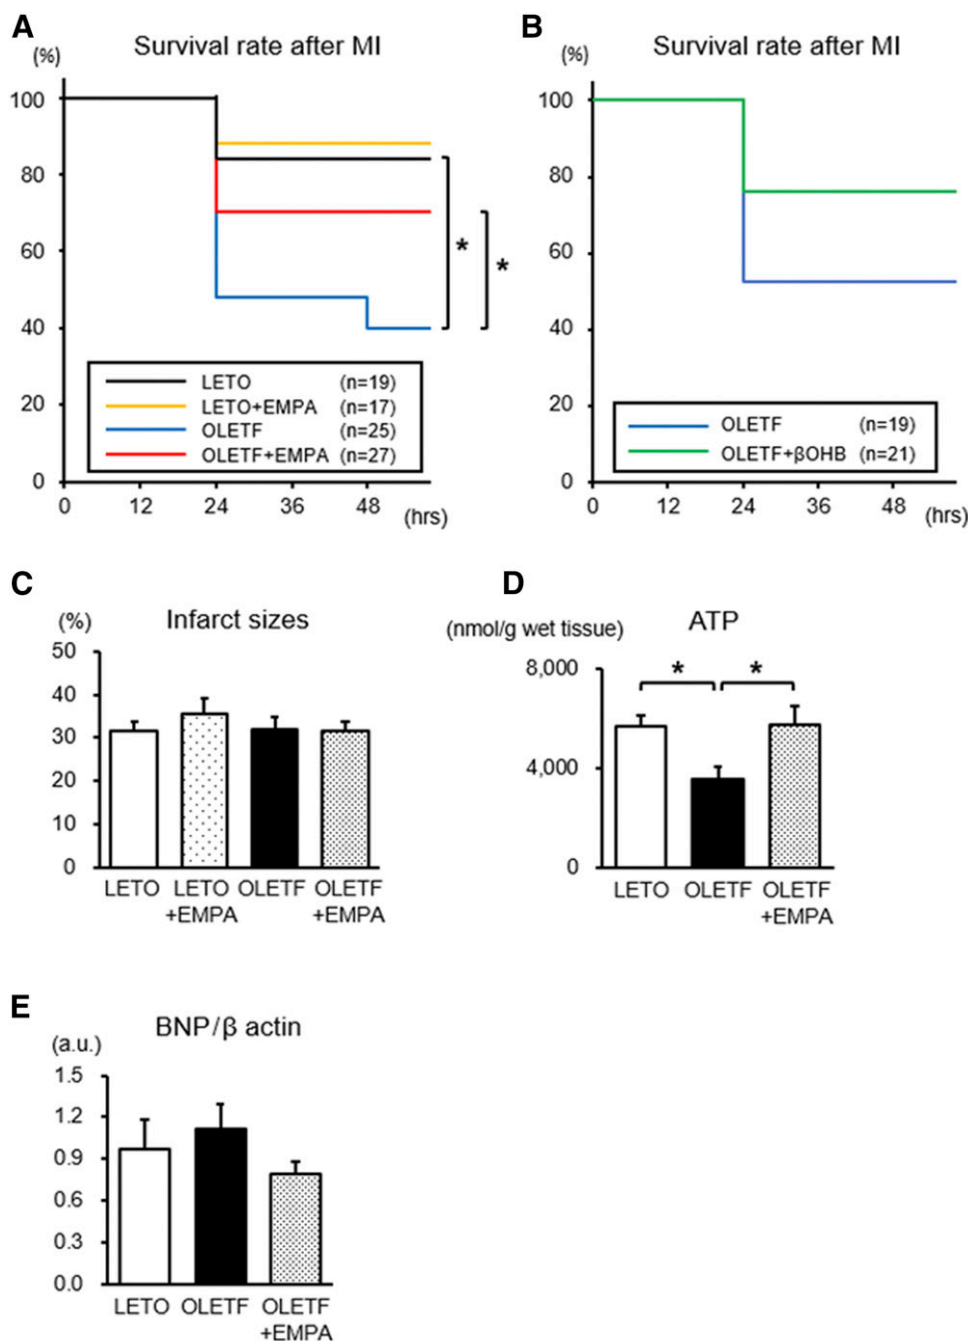 A
Survival rate after MI
(%)
100
80
60
40
20
0
*
*
LETO (n=19)
LETO+EMPA (n=17)
OLETF (n=25)
OLETF+EMPA (n=27)
0 12 24 36 48 (hrs)
B
Survival rate after MI
(%)
100
80
60
40
20
0
OLETF (n=19)
OLETF+βOHB (n=21)
0 12 24 36 48 (hrs)
C
Infarct sizes
(%)
50
40
30
20
10
0
LETO LETO OLETF OLETF
+EMPA +EMPA
D
ATP
(nmol/g wet tissue)
8,000
4,000
0
* *
LETO OLETF OLETF
+EMPA
E
BNP/β actin
(a.u.)
1.5
1.2
0.9
0.6
0.3
0.0
LETO OLETF OLETF
+EMPA